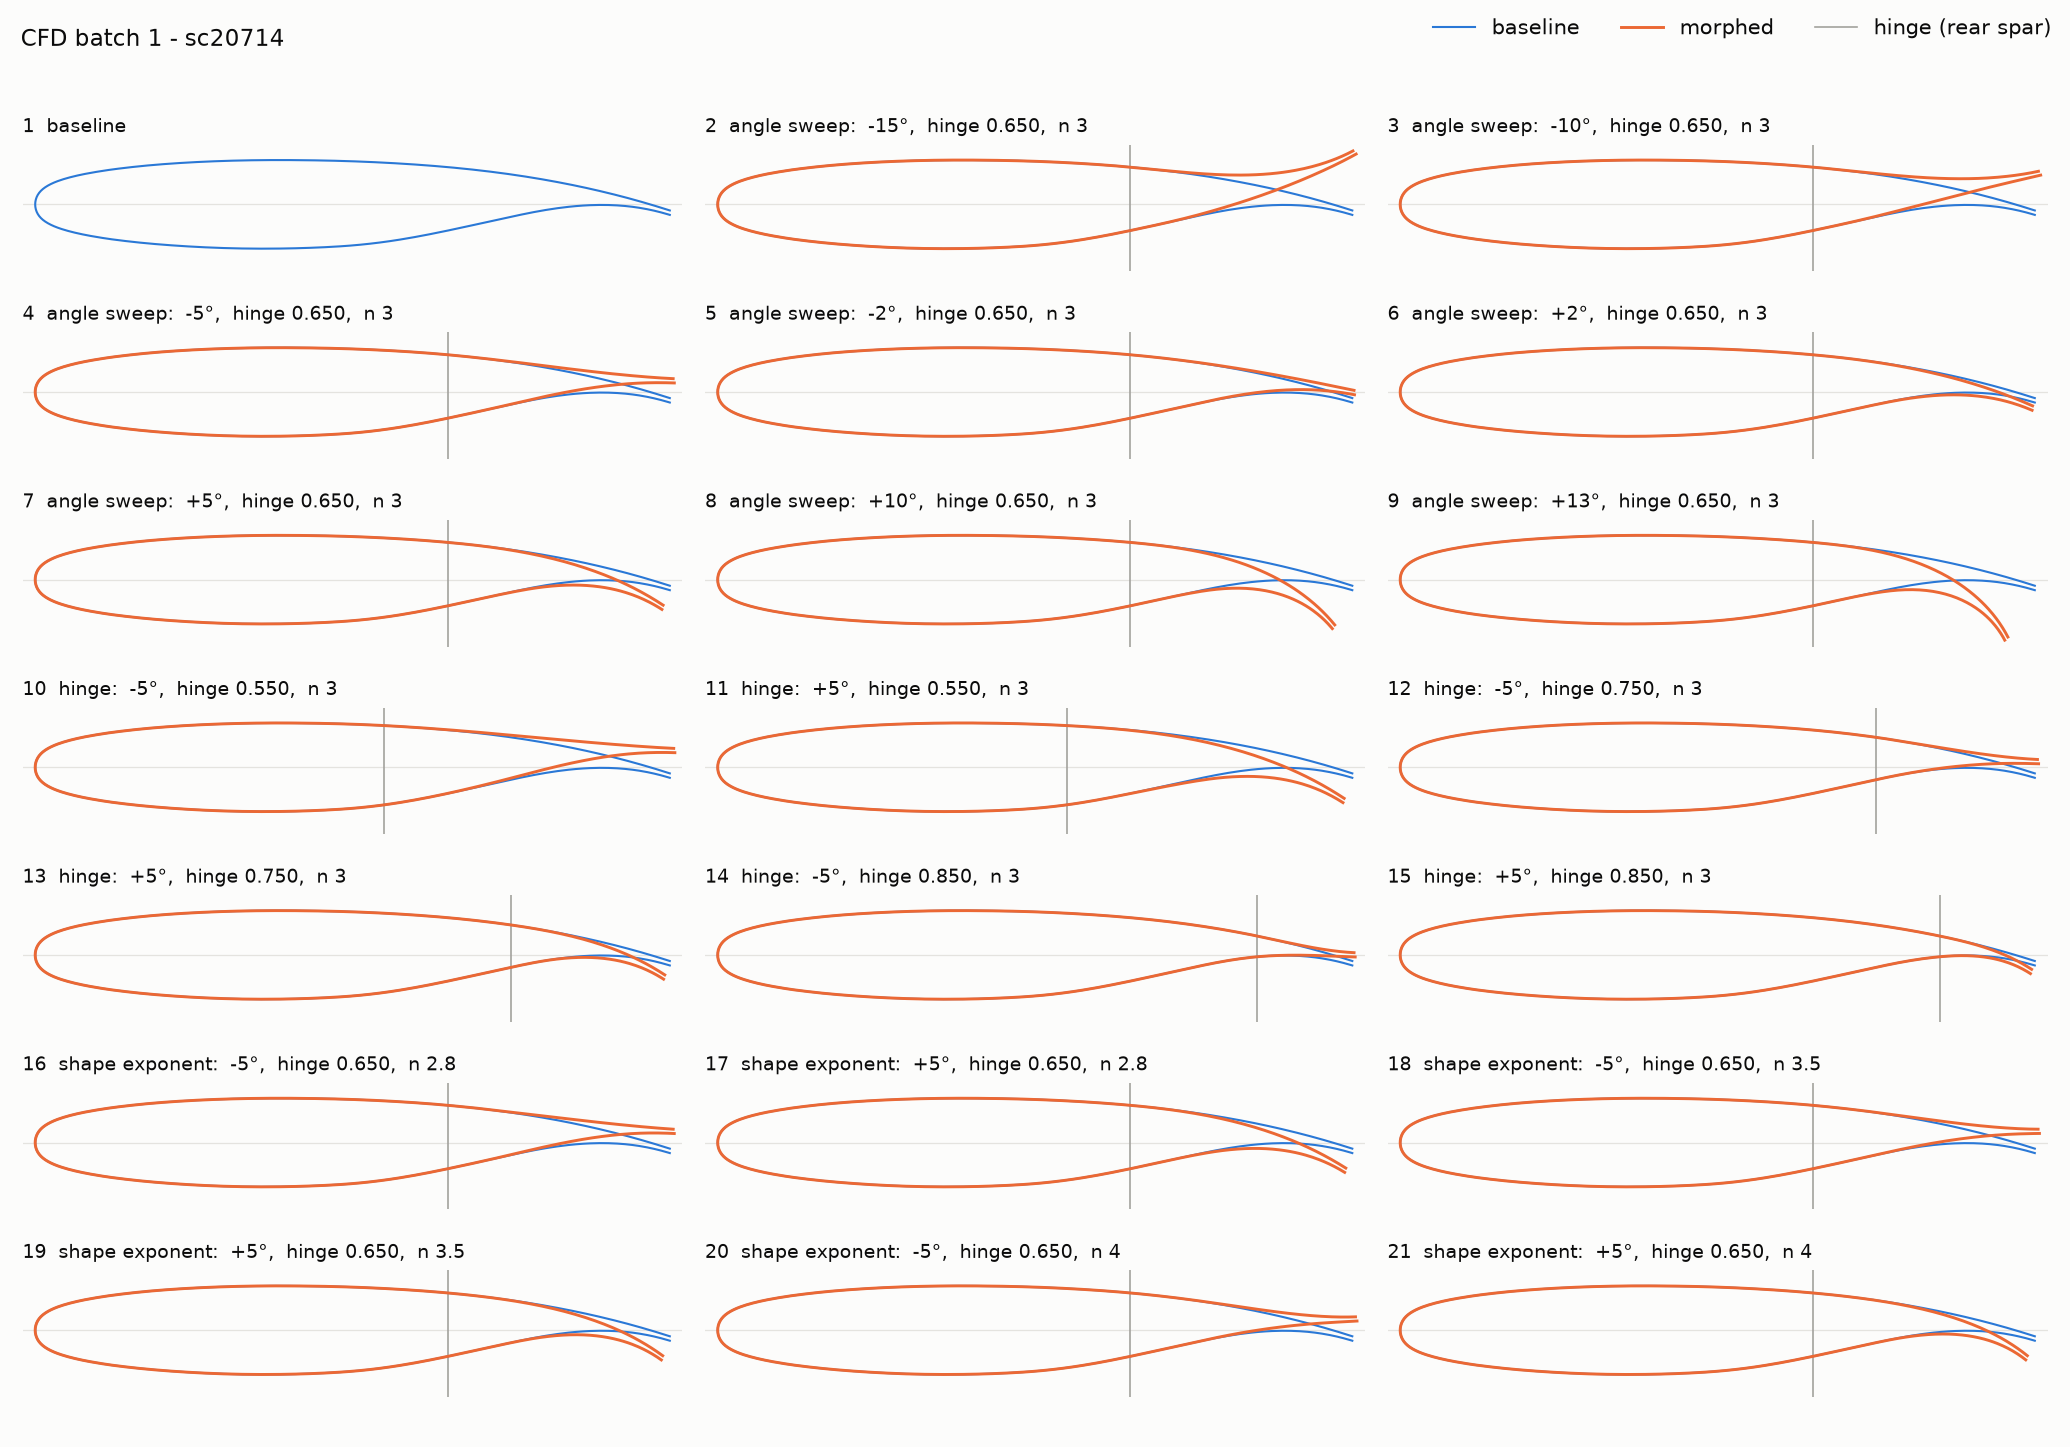 CFD batch 1 - sc20714
baseline
morphed
hinge (rear spar)
1 baseline
2 angle sweep: -15°, hinge 0.650, n 3
3 angle sweep: -10°, hinge 0.650, n 3
4 angle sweep: -5°, hinge 0.650, n 3
5 angle sweep: -2°, hinge 0.650, n 3
6 angle sweep: +2°, hinge 0.650, n 3
7 angle sweep: +5°, hinge 0.650, n 3
8 angle sweep: +10°, hinge 0.650, n 3
9 angle sweep: +13°, hinge 0.650, n 3
10 hinge: -5°, hinge 0.550, n 3
11 hinge: +5°, hinge 0.550, n 3
12 hinge: -5°, hinge 0.750, n 3
13 hinge: +5°, hinge 0.750, n 3
14 hinge: -5°, hinge 0.850, n 3
15 hinge: +5°, hinge 0.850, n 3
16 shape exponent: -5°, hinge 0.650, n 2.8
17 shape exponent: +5°, hinge 0.650, n 2.8
18 shape exponent: -5°, hinge 0.650, n 3.5
19 shape exponent: +5°, hinge 0.650, n 3.5
20 shape exponent: -5°, hinge 0.650, n 4
21 shape exponent: +5°, hinge 0.650, n 4